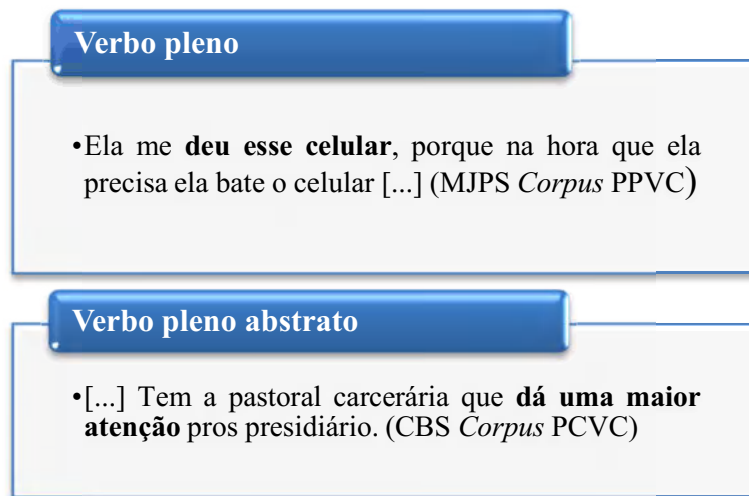 Verbo pleno
•Ela me deu esse celular, porque na hora que ela
precisa ela bate o celular [...] (MJPS Corpus PPVC)
Verbo pleno abstrato
•[...] Tem a pastoral carcerária que dá uma maior
atenção pros presidiário. (CBS Corpus PCVC)